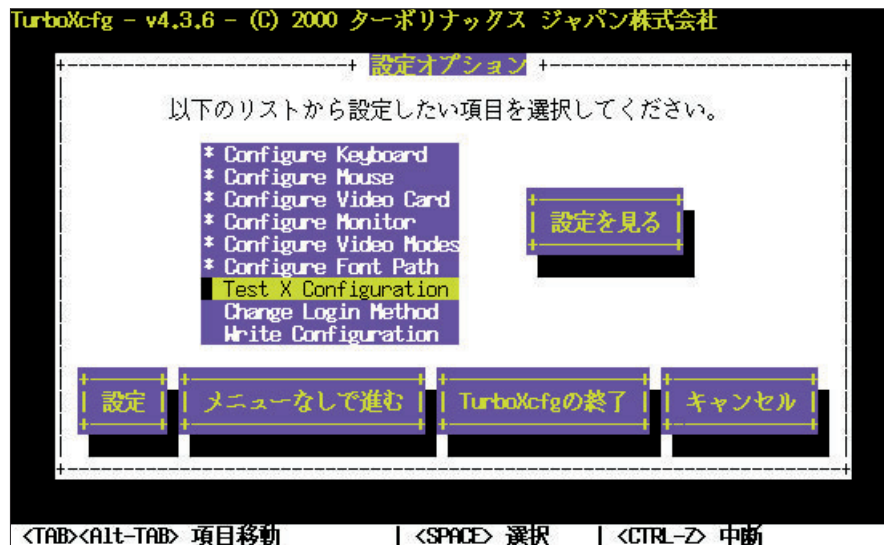 TurboXcfg - v4.3.6 - (C) 2000 ターボリナックス ジャパン株式会社
設定オプション
以下のリストから設定したい項目を選択してください。
* Configure Keyboard
* Configure Mouse
* Configure Video Card
* Configure Monitor
* Configure Video Modes
* Configure Font Path
Test X Configuration
Change Login Method
Write Configuration
設定を見る
設定 メニューなしで進む TurboXcfgの終了 キャンセル
<TAB><Alt-TAB> 項目移動 | <SPACE> 選択 | <CTRL-Z> 中断